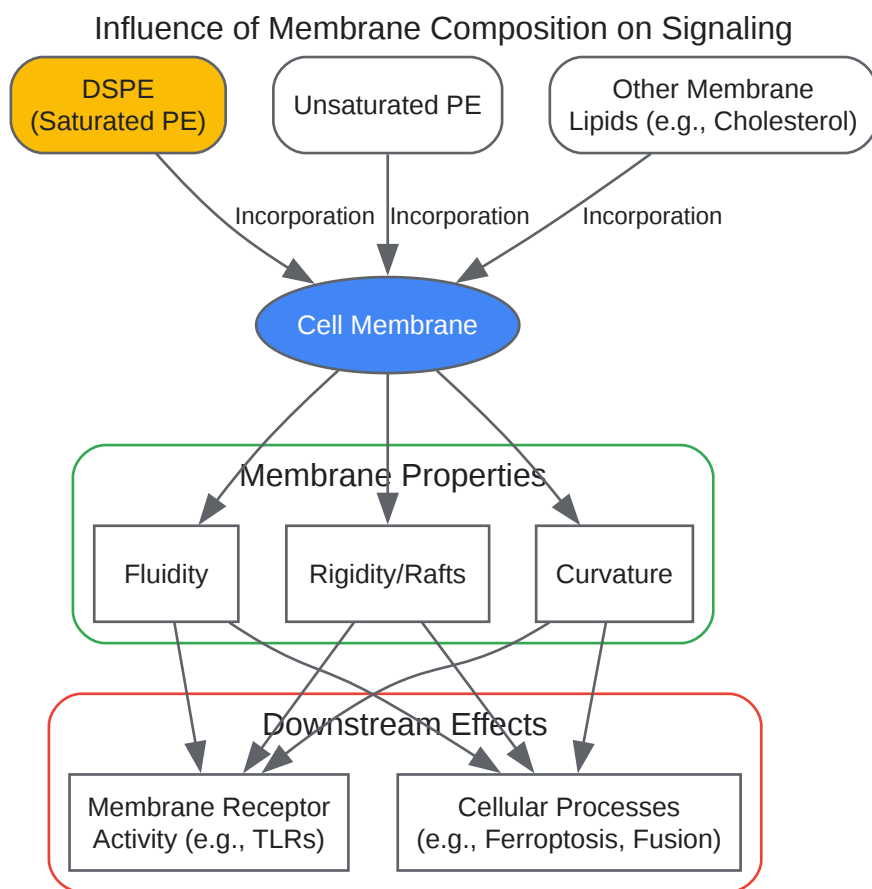 Influence of Membrane Composition on Signaling
DSPE
(Saturated PE)
Unsaturated PE
Other Membrane
Lipids (e.g., Cholesterol)
Incorporation
Incorporation
Incorporation
Cell Membrane
Membrane Properties
Fluidity
Rigidity/Rafts
Curvature
Downstream Effects
Membrane Receptor
Activity (e.g., TLRs)
Cellular Processes
(e.g., Ferroptosis, Fusion)